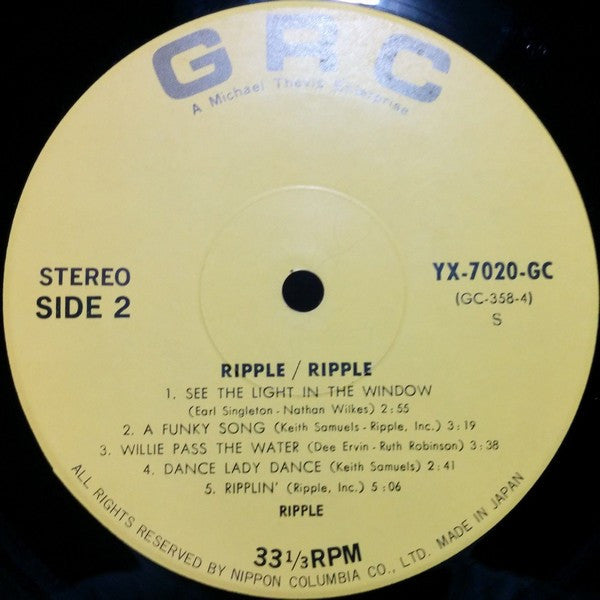 GRC
A Michael Thevis Enterprise
STEREO
SIDE 2
YX-7020-GC
(GC-358-4)
S
RIPPLE / RIPPLE
1. SEE THE LIGHT IN THE WINDOW
(Earl Singleton - Nathan Wilkes) 2:55
2. A FUNKY SONG (Keith Samuels - Ripple, Inc.) 3:19
3. WILLIE PASS THE WATER (Dee Ervin - Ruth Robinson) 3:38
4. DANCE LADY DANCE (Keith Samuels) 2:41
5. RIPPLIN' (Ripple, Inc.) 5:06
RIPPLE
33 1/3 RPM
ALL RIGHTS RESERVED BY NIPPON COLUMBIA CO., LTD. MADE IN JAPAN